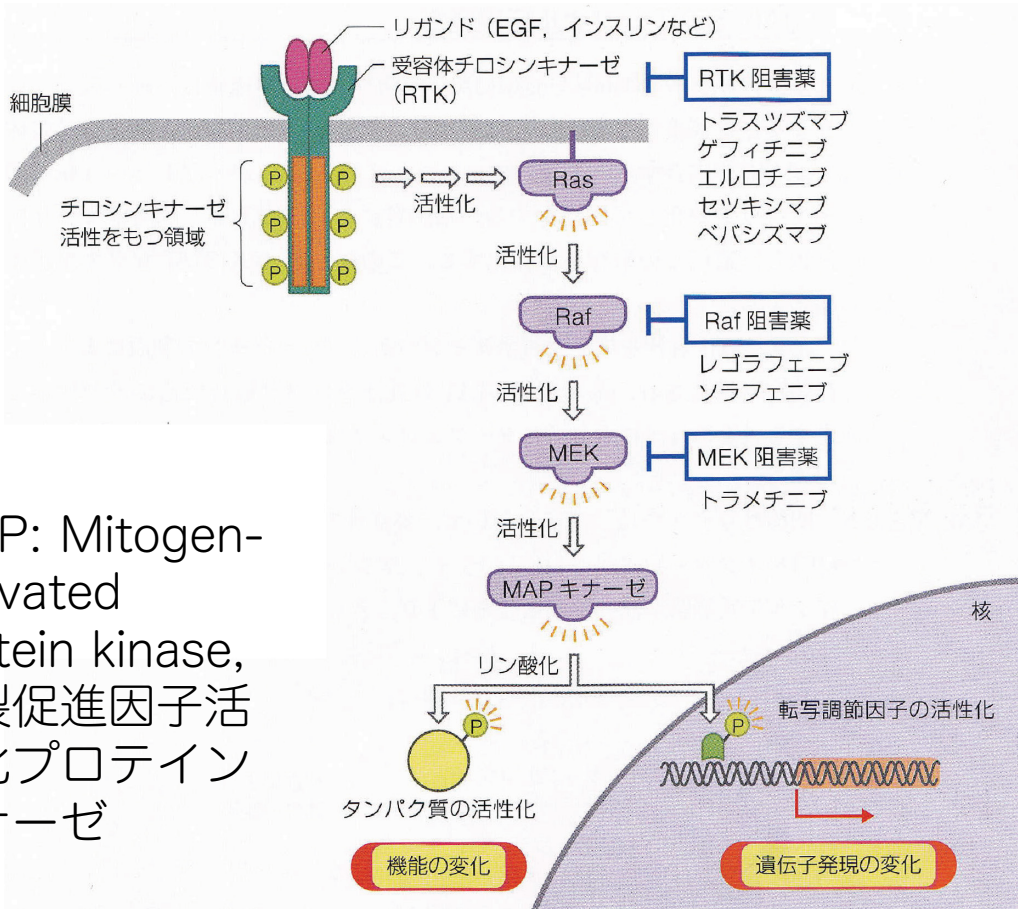 リガンド（EGF，インスリンなど）
受容体チロシンキナーゼ
（RTK）
RTK 阻害薬
トラスツズマブ
ゲフィチニブ
エルロチニブ
セツキシマブ
ベバシズマブ
細胞膜
P
P
P
P
P
P
チロシンキナーゼ
活性をもつ領域
活性化
Ras
活性化
Raf
Raf 阻害薬
レゴラフェニブ
ソラフェニブ
活性化
MEK
MEK 阻害薬
トラメチニブ
活性化
MAP キナーゼ
リン酸化
P: Mitogen-
vated
tein kinase,
促進因子活
プロテイン
ナーゼ
P
タンパク質の活性化
機能の変化
核
P
転写調節因子の活性化
遺伝子発現の変化